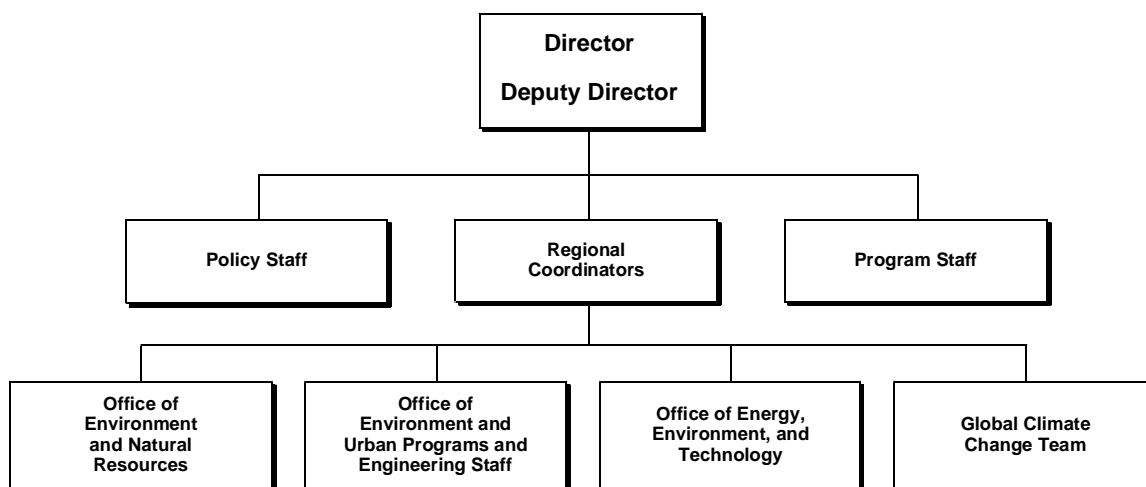 Director
Deputy Director
Policy Staff
Regional
Coordinators
Program Staff
Office of
Environment
and Natural
Resources
Office of
Environment and
Urban Programs and
Engineering Staff
Office of Energy,
Environment, and
Technology
Global Climate
Change Team